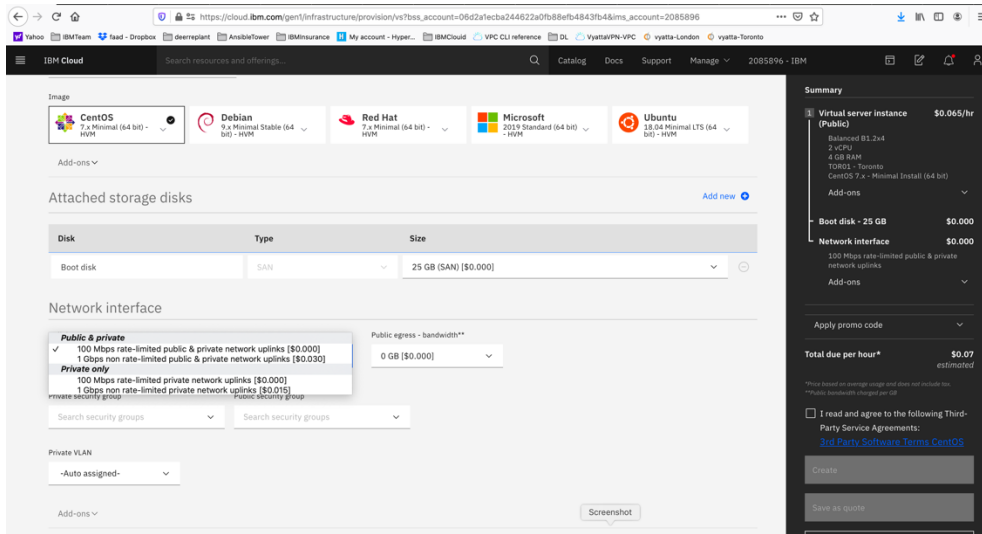 https://cloud.ibm.com/gen1/infrastructure/provision/vs?bss_account=06d2a1ecba244622a0fb88efb4843fb4&ims_account=2085896
Yahoo IBMTeam faad - Dropbox deerreplant AnsibleTower IBMinsurance My account - Hyper... IBMClouid VPC CLI reference DL VyattaVPN-VPC vyatta-London vyatta-Toronto
IBM Cloud Search resources and offerings... Catalog Docs Support Manage 2085896 - IBM
Image
CentOS
7.x Minimal (64 bit) -
HVM
Debian
9.x Minimal Stable (64
bit) - HVM
Red Hat
7.x Minimal (64 bit) -
HVM
Microsoft
2019 Standard (64 bit)
- HVM
Ubuntu
18.04 Minimal LTS (64
bit) - HVM
Add-ons
Attached storage disks Add new
Disk Type Size
Boot disk SAN 25 GB (SAN) [$0.000]
Network interface
Public & private
100 Mbps rate-limited public & private network uplinks [$0.000]
1 Gbps non rate-limited public & private network uplinks [$0.030]
Private only
100 Mbps rate-limited private network uplinks [$0.000]
1 Gbps non rate-limited private network uplinks [$0.015]
Public egress - bandwidth**
0 GB [$0.000]
Private security group Public security group
Search security groups Search security groups
Private VLAN
-Auto assigned-
Add-ons
Screenshot
Summary
1 Virtual server instance $0.065/hr
(Public)
Balanced B1.2x4
2 vCPU
4 GB RAM
TOR01 - Toronto
CentOS 7.x - Minimal Install (64 bit)
Add-ons
Boot disk - 25 GB $0.000
Network interface $0.000
100 Mbps rate-limited public & private
network uplinks
Add-ons
Apply promo code
Total due per hour* $0.07
estimated
*Price based on average usage and does not include tax.
**Public bandwidth charged per GB
I read and agree to the following Third-
Party Service Agreements:
3rd Party Software Terms CentOS
Create
Save as quote